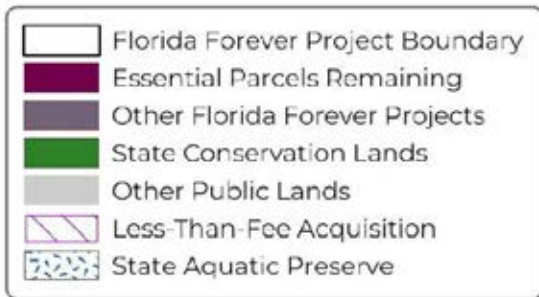 Florida Forever Project Boundary
Essential Parcels Remaining
Other Florida Forever Projects
State Conservation Lands
Other Public Lands
Less-Than-Fee Acquisition
State Aquatic Preserve